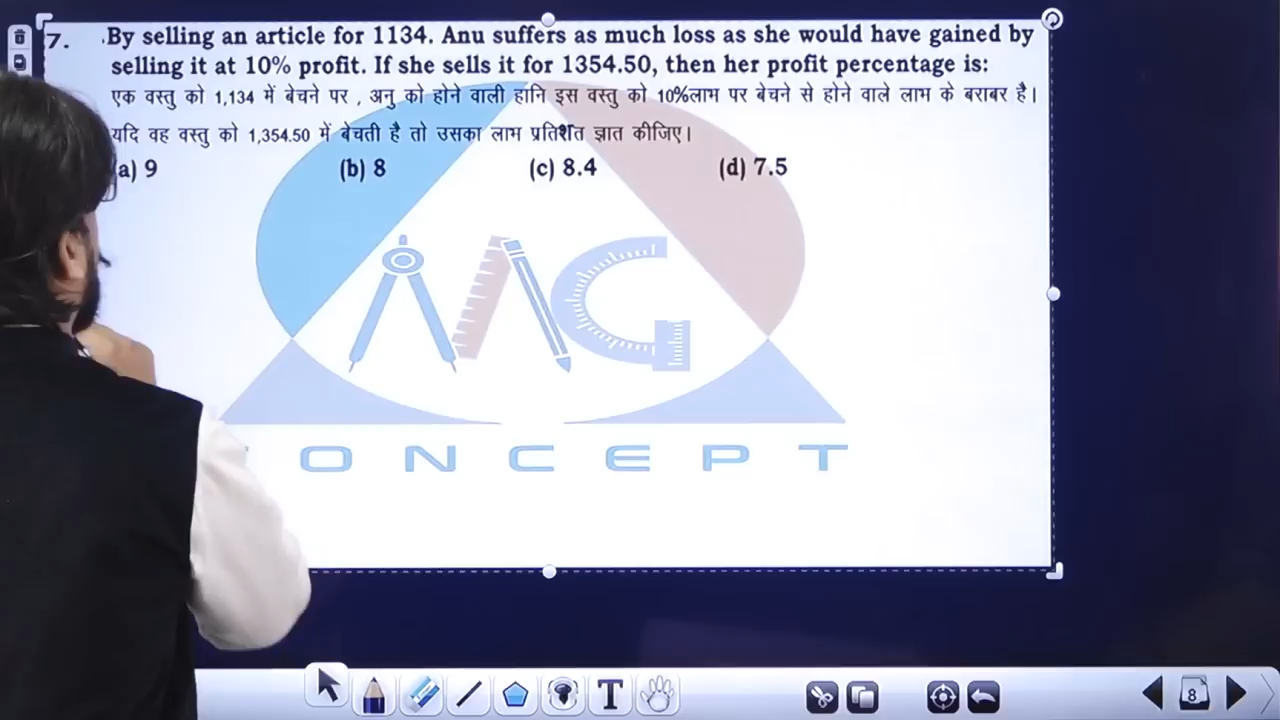 7. By selling an article for 1134. Anu suffers as much loss as she would have gained by
selling it at 10% profit. If she sells it for 1354.50, then her profit percentage is:
एक वस्तु को 1,134 में बेचने पर , अनु को होने वाली हानि इस वस्तु को 10%लाभ पर बेचने से होने वाले लाभ के बराबर है।
यदि वह वस्तु को 1,354.50 में बेचती है तो उसका लाभ प्रतिशत ज्ञात कीजिए।
a) 9 (b) 8 (c) 8.4 (d) 7.5
MG
ONCEPT
T
8